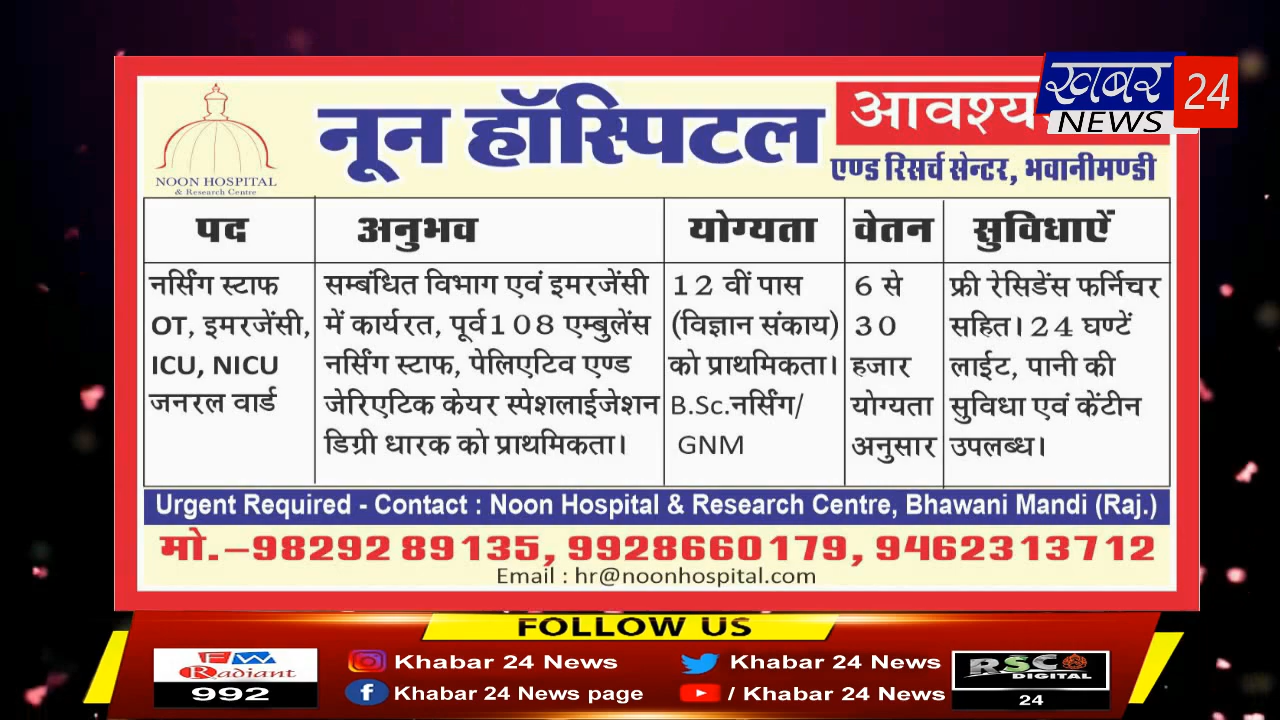 खबर 24
NEWS
NOON HOSPITAL
& Research Centre
नून हॉस्पिटल
एण्ड रिसर्च सेन्टर, भवानीमण्डी
पद
नर्सिंग स्टाफ
OT, इमरजेंसी,
ICU, NICU
जनरल वार्ड
अनुभव
सम्बंधित विभाग एवं इमरजेंसी
में कार्यरत, पूर्व 108 एम्बुलेंस
नर्सिंग स्टाफ, पेलिएटिव एण्ड
जेरिएटिक केयर स्पेशलाईजेशन
डिग्री धारक को प्राथमिकता।
योग्यता
12 वीं पास
(विज्ञान संकाय)
को प्राथमिकता।
B.Sc.नर्सिंग/
GNM
वेतन
6 से
30
हजार
योग्यता
अनुसार
सुविधाऐं
फ्री रेसिडेंस फर्निचर
सहित। 24 घण्टें
लाईट, पानी की
सुविधा एवं केंटीन
उपलब्ध।
Urgent Required - Contact : Noon Hospital & Research Centre, Bhawani Mandi (Raj.)
मो.–98292 89135, 9928660179, 9462313712
Email : hr@noonhospital.com
FOLLOW US
FW
Radiant
992
Khabar 24 News
Khabar 24 News page
Khabar 24 News
/ Khabar 24 News
RSC
DIGITAL
24